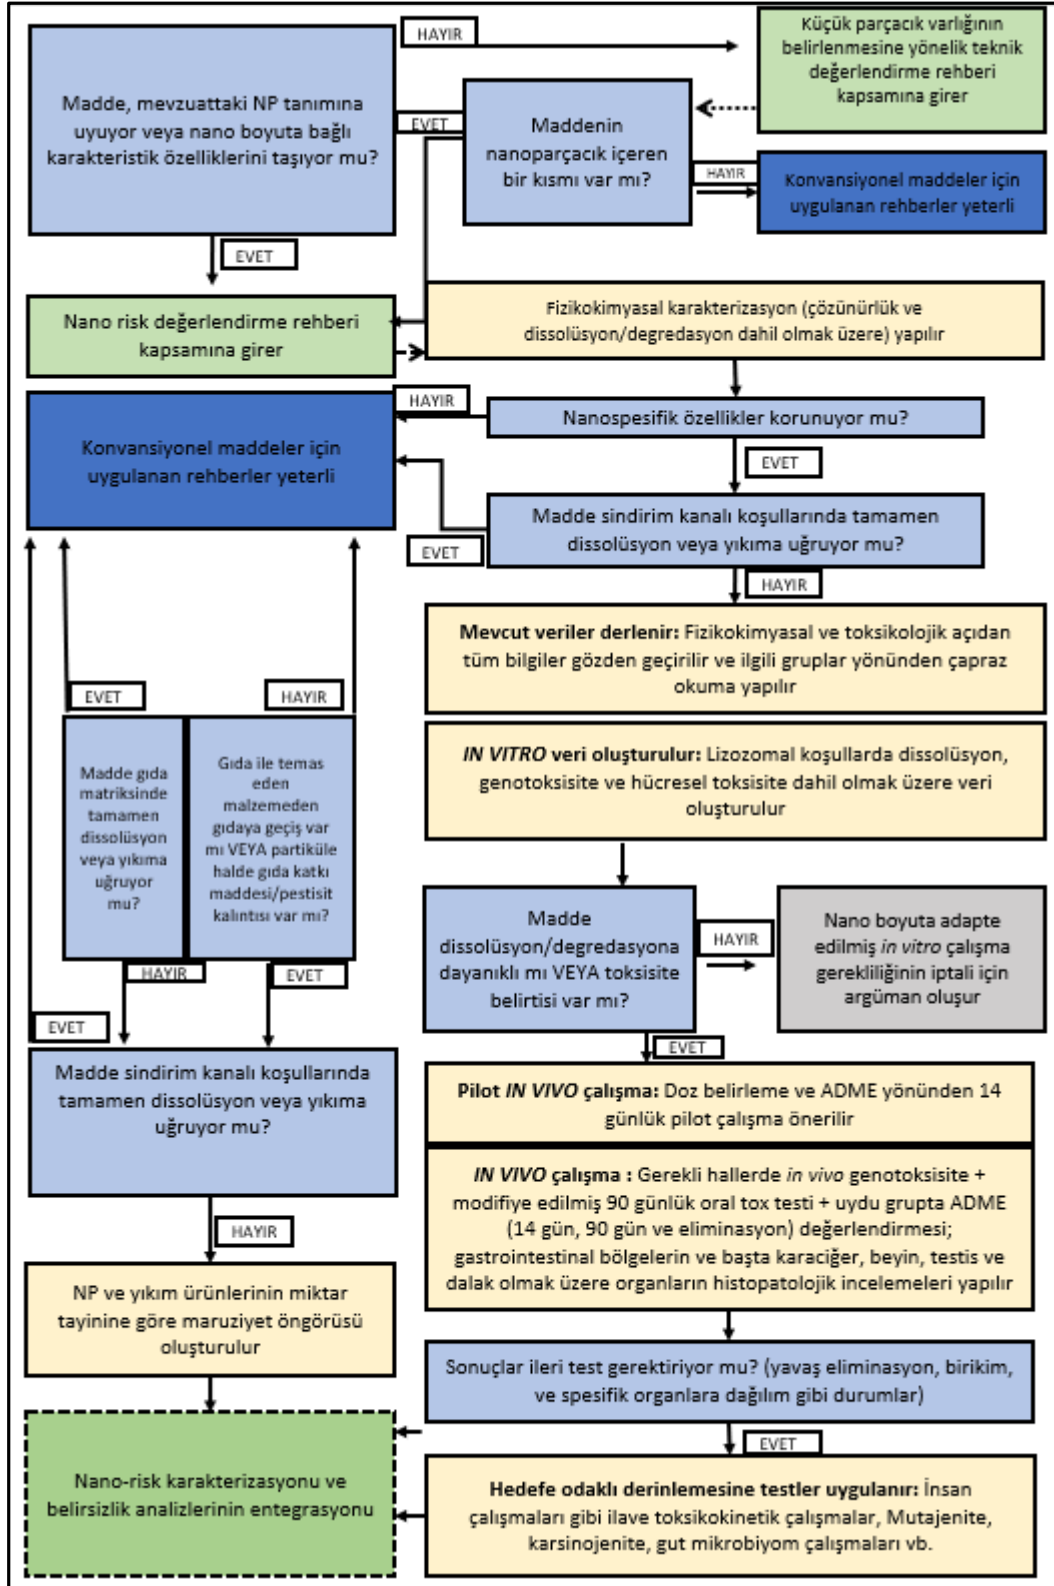 Madde, mevzuattaki NP tanımına
uyuyor veya nano boyuta bağlı
karakteristik özelliklerini taşıyor mu?
HAYIR
Küçük parçacık varlığının
belirlenmesine yönelik teknik
değerlendirme rehberi
kapsamına girer
EVET
Maddenin
nanoparçacık içeren
bir kısmı var mı?
HAYIR
Konvansiyonel maddeler için
uygulanan rehberler yeterli
EVET
Nano risk değerlendirme rehberi
kapsamına girer
Fizikokimyasal karakterizasyon (çözünürlük ve
dissolüsyon/degredasyon dahil olmak üzere) yapılır
HAYIR
Nanospesifik özellikler korunuyor mu?
Konvansiyonel maddeler için
uygulanan rehberler yeterli
EVET
Madde sindirim kanalı koşullarında tamamen
dissolüsyon veya yıkıma uğruyor mu?
EVET
HAYIR
Mevcut veriler derlenir: Fizikokimyasal ve toksikolojik açıdan
tüm bilgiler gözden geçirilir ve ilgili gruplar yönünden çapraz
okuma yapılır
IN VITRO veri oluşturulur: Lizozomal koşullarda dissolüsyon,
genotoksisite ve hücresel toksisite dahil olmak üzere veri
oluşturulur
EVET
HAYIR
Madde gıda
matriksinde
tamamen
dissolüsyon
veya yıkıma
uğruyor
mu?
Gıda ile temas
eden
malzemeden
gıdaya geçiş var
mı VEYA partiküle
halde gıda katkı
maddesi/pestisit
kalıntısı var mı?
HAYIR
EVET
EVET
Madde
dissolüsyon/degredasyona
dayanıklı mı VEYA toksisite
belirtisi var mı?
HAYIR
Nano boyuta adapte
edilmiş in vitro çalışma
gerekliliğinin iptali için
argüman oluşur
EVET
Madde sindirim kanalı koşullarında
tamamen dissolüsyon veya yıkıma
uğruyor mu?
Pilot IN VIVO çalışma: Doz belirleme ve ADME yönünden 14
günlük pilot çalışma önerilir
IN VIVO çalışma : Gerekli hallerde in vivo genotoksisite +
modifiye edilmiş 90 günlük oral tox testi + uydu grupta ADME
(14 gün, 90 gün ve eliminasyon) değerlendirmesi;
gastrointestinal bölgelerin ve başta karaciğer, beyin, testis ve
dalak olmak üzere organların histopatolojik incelemeleri yapılır
HAYIR
NP ve yıkım ürünlerinin miktar
tayinine göre maruziyet öngörüsü
oluşturulur
Sonuçlar ileri test gerektiriyor mu? (yavaş eliminasyon, birikim,
ve spesifik organlara dağılım gibi durumlar)
EVET
Nano-risk karakterizasyonu ve
belirsizlik analizlerinin entegrasyonu
Hedefe odaklı derinlemesine testler uygulanır: İnsan
çalışmaları gibi ilave toksikokinetik çalışmalar, Mutajenite,
karsinojenite, gut mikrobiyom çalışmaları vb.